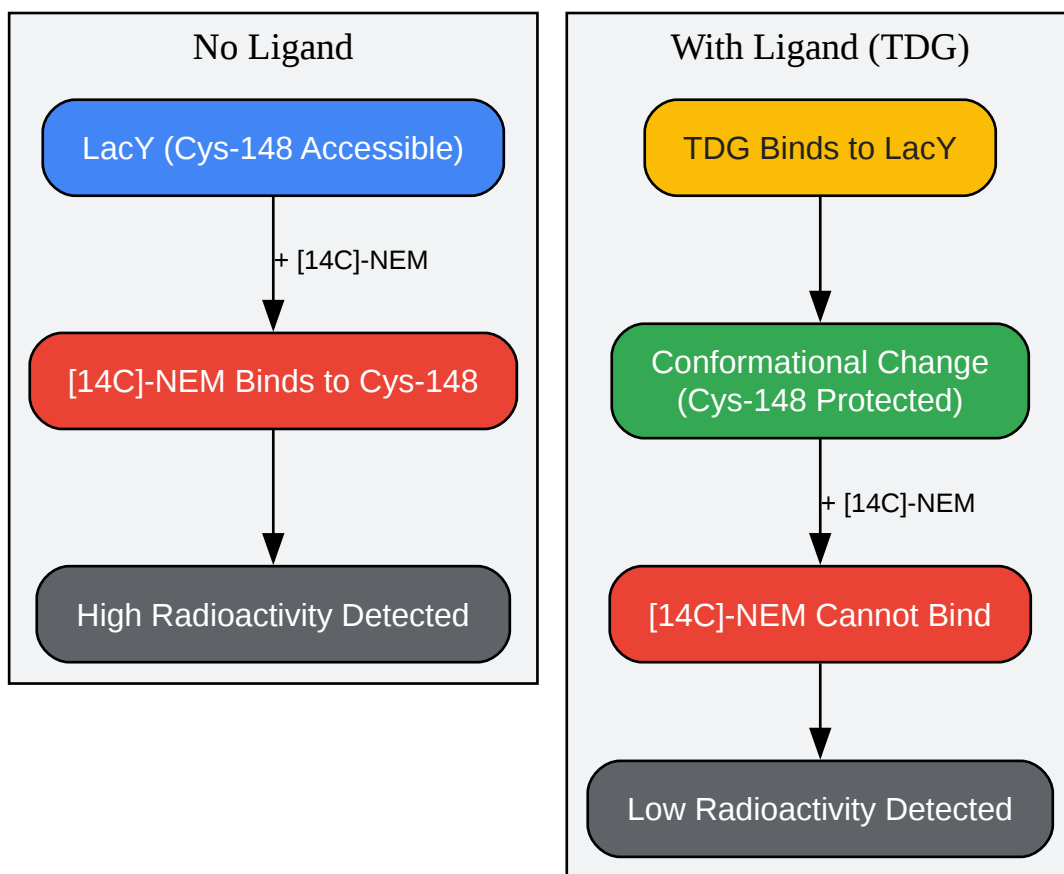 No Ligand
LacY (Cys-148 Accessible)
+ [14C]-NEM
[14C]-NEM Binds to Cys-148
High Radioactivity Detected
With Ligand (TDG)
TDG Binds to LacY
Conformational Change
(Cys-148 Protected)
+ [14C]-NEM
[14C]-NEM Cannot Bind
Low Radioactivity Detected